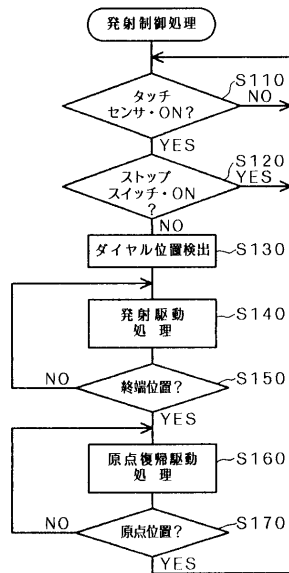 発射制御処理
S110
タッチ
センサ・ON?
NO
YES
S120
ストップ
スイッチ・ON
?
YES
NO
ダイヤル位置検出
S130
発射駆動
処理
S140
終端位置?
S150
NO
YES
原点復帰駆動
処理
S160
原点位置?
S170
NO
YES